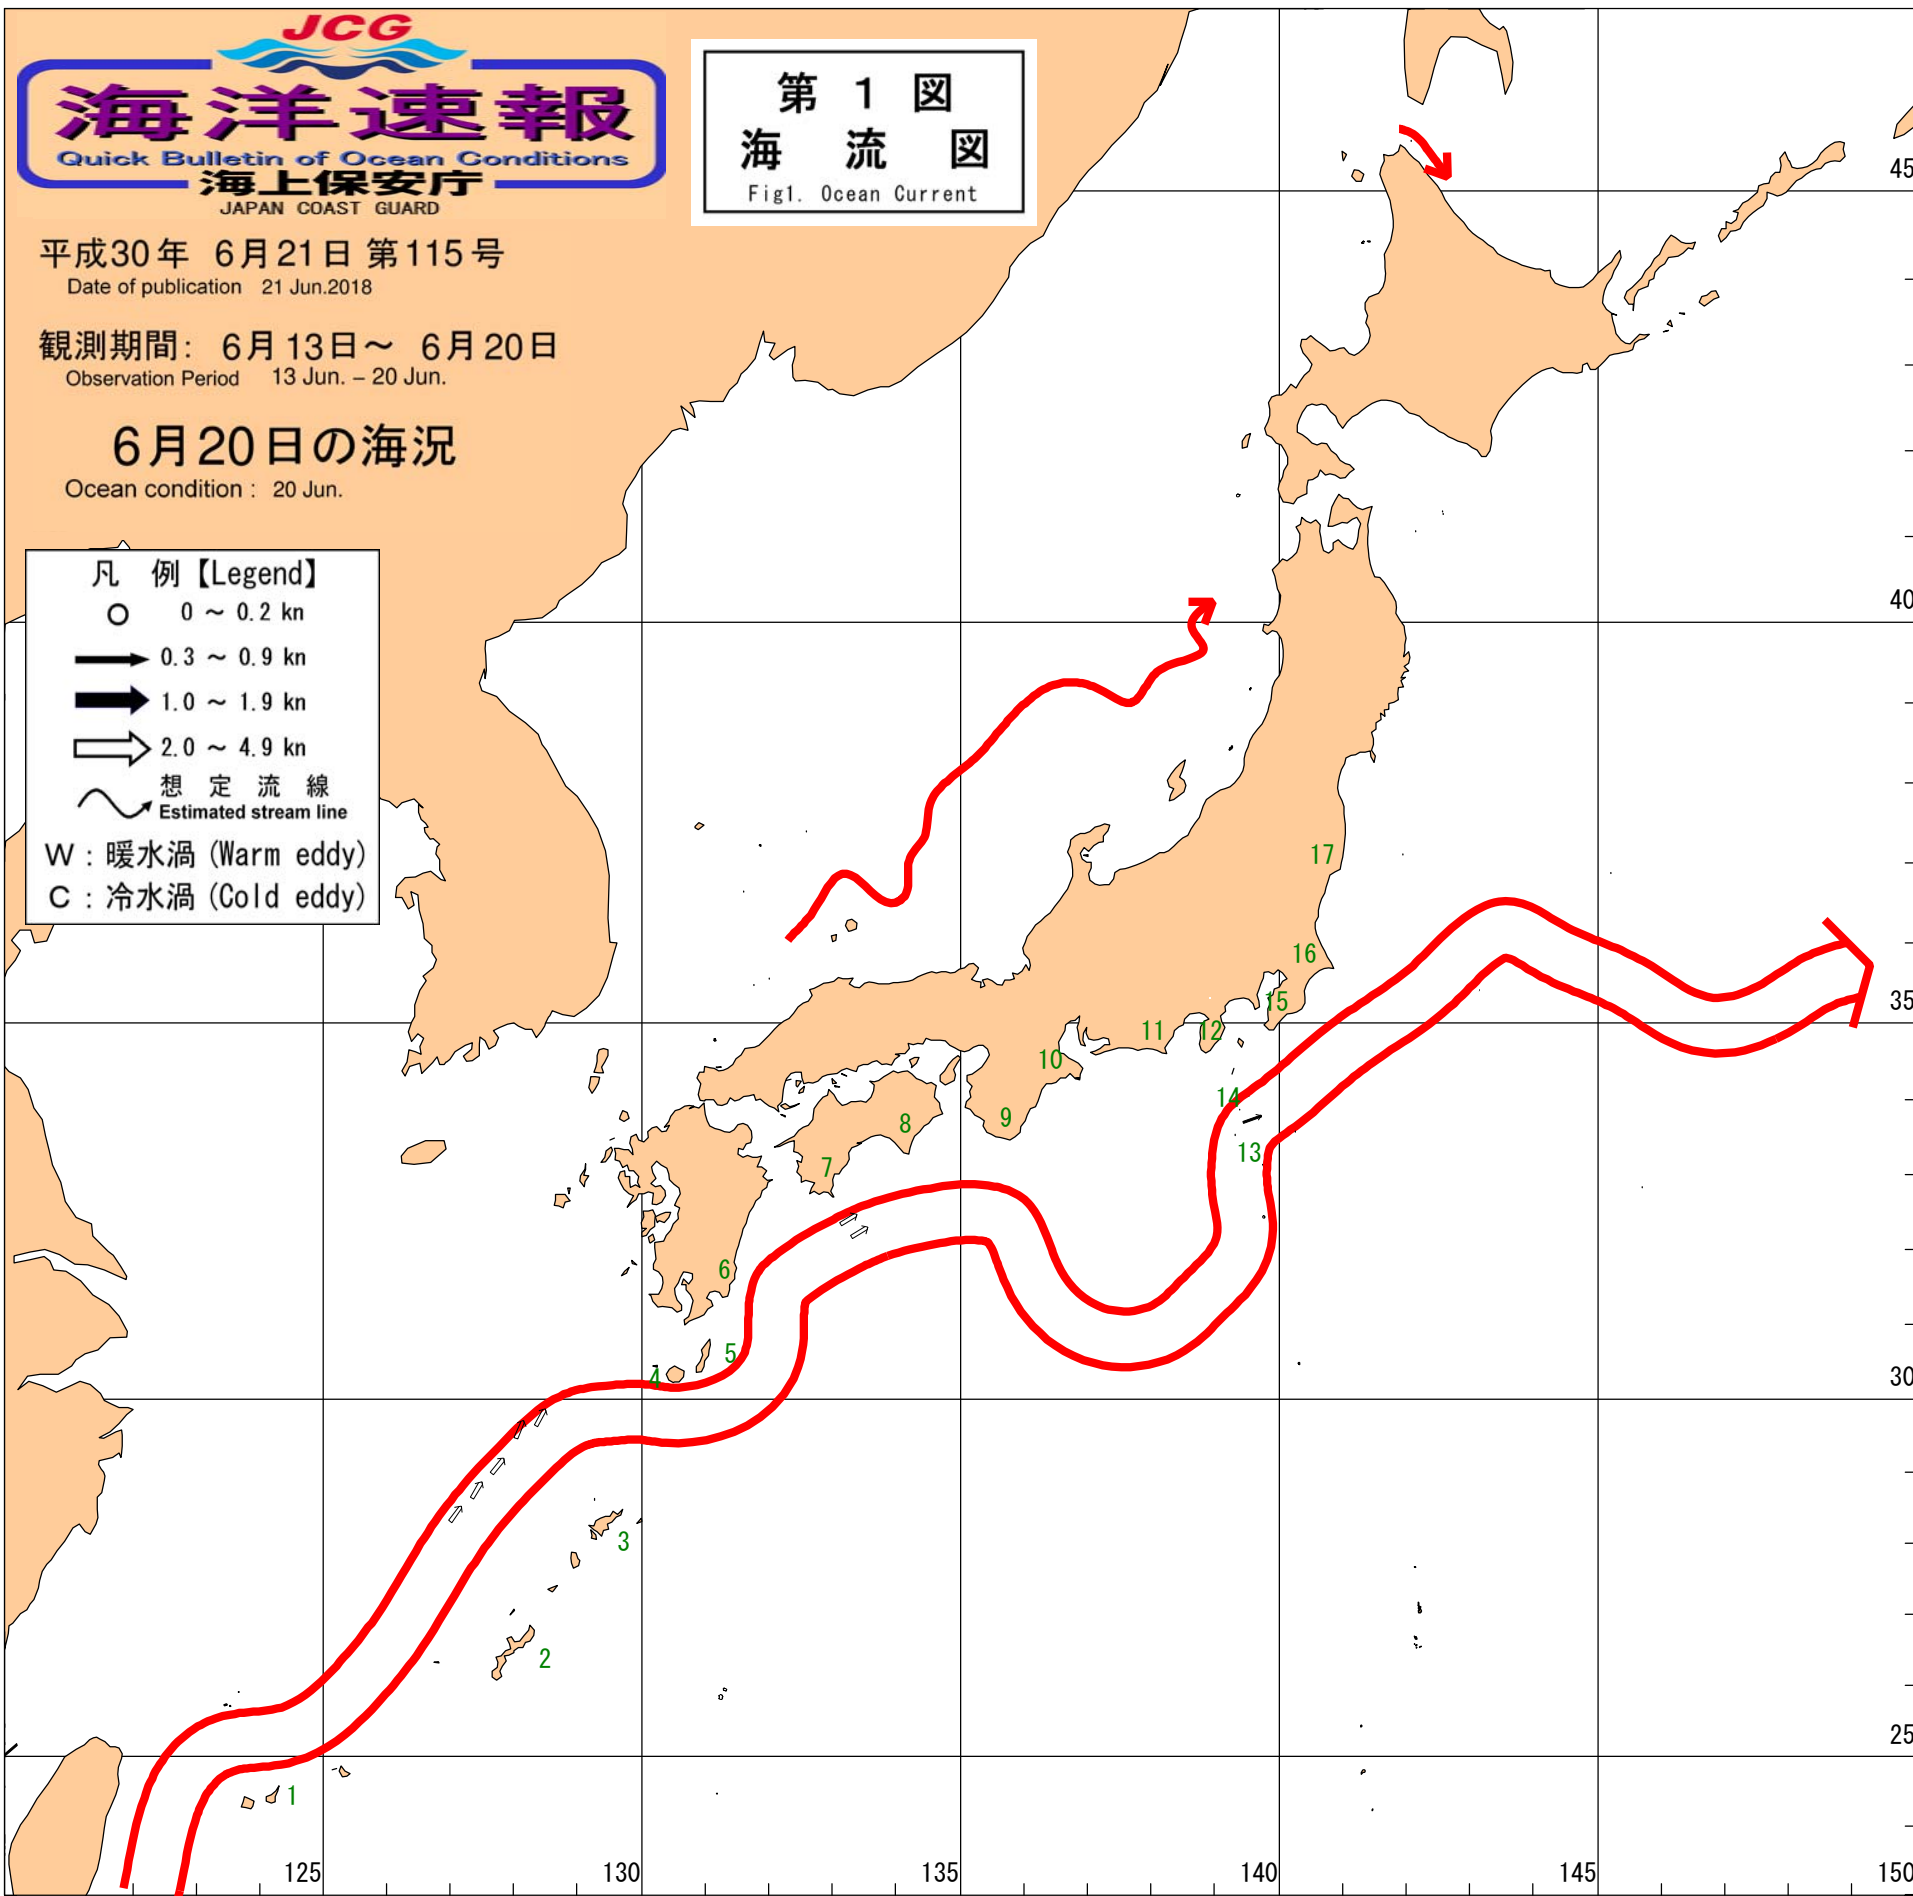 JCG
海洋速報
Quick Bulletin of Ocean Conditions
海上保安庁
JAPAN COAST GUARD
第 1 図
海 流 図
Fig1. Ocean Current
平成30年 6月21日 第115号
Date of publication 21 Jun.2018
観測期間: 6月13日～ 6月20日
Observation Period 13 Jun. – 20 Jun.
6月20日の海況
Ocean condition : 20 Jun.
凡 例【Legend】
0 ～ 0.2 kn
0.3 ～ 0.9 kn
1.0 ～ 1.9 kn
2.0 ～ 4.9 kn
想 定 流 線
Estimated stream line
W : 暖水渦 (Warm eddy)
C : 冷水渦 (Cold eddy)
45
40
17
16
35
15
11
12
10
14
9
8
13
7
6
5
4
30
3
2
25
1
125
130
135
140
145
150